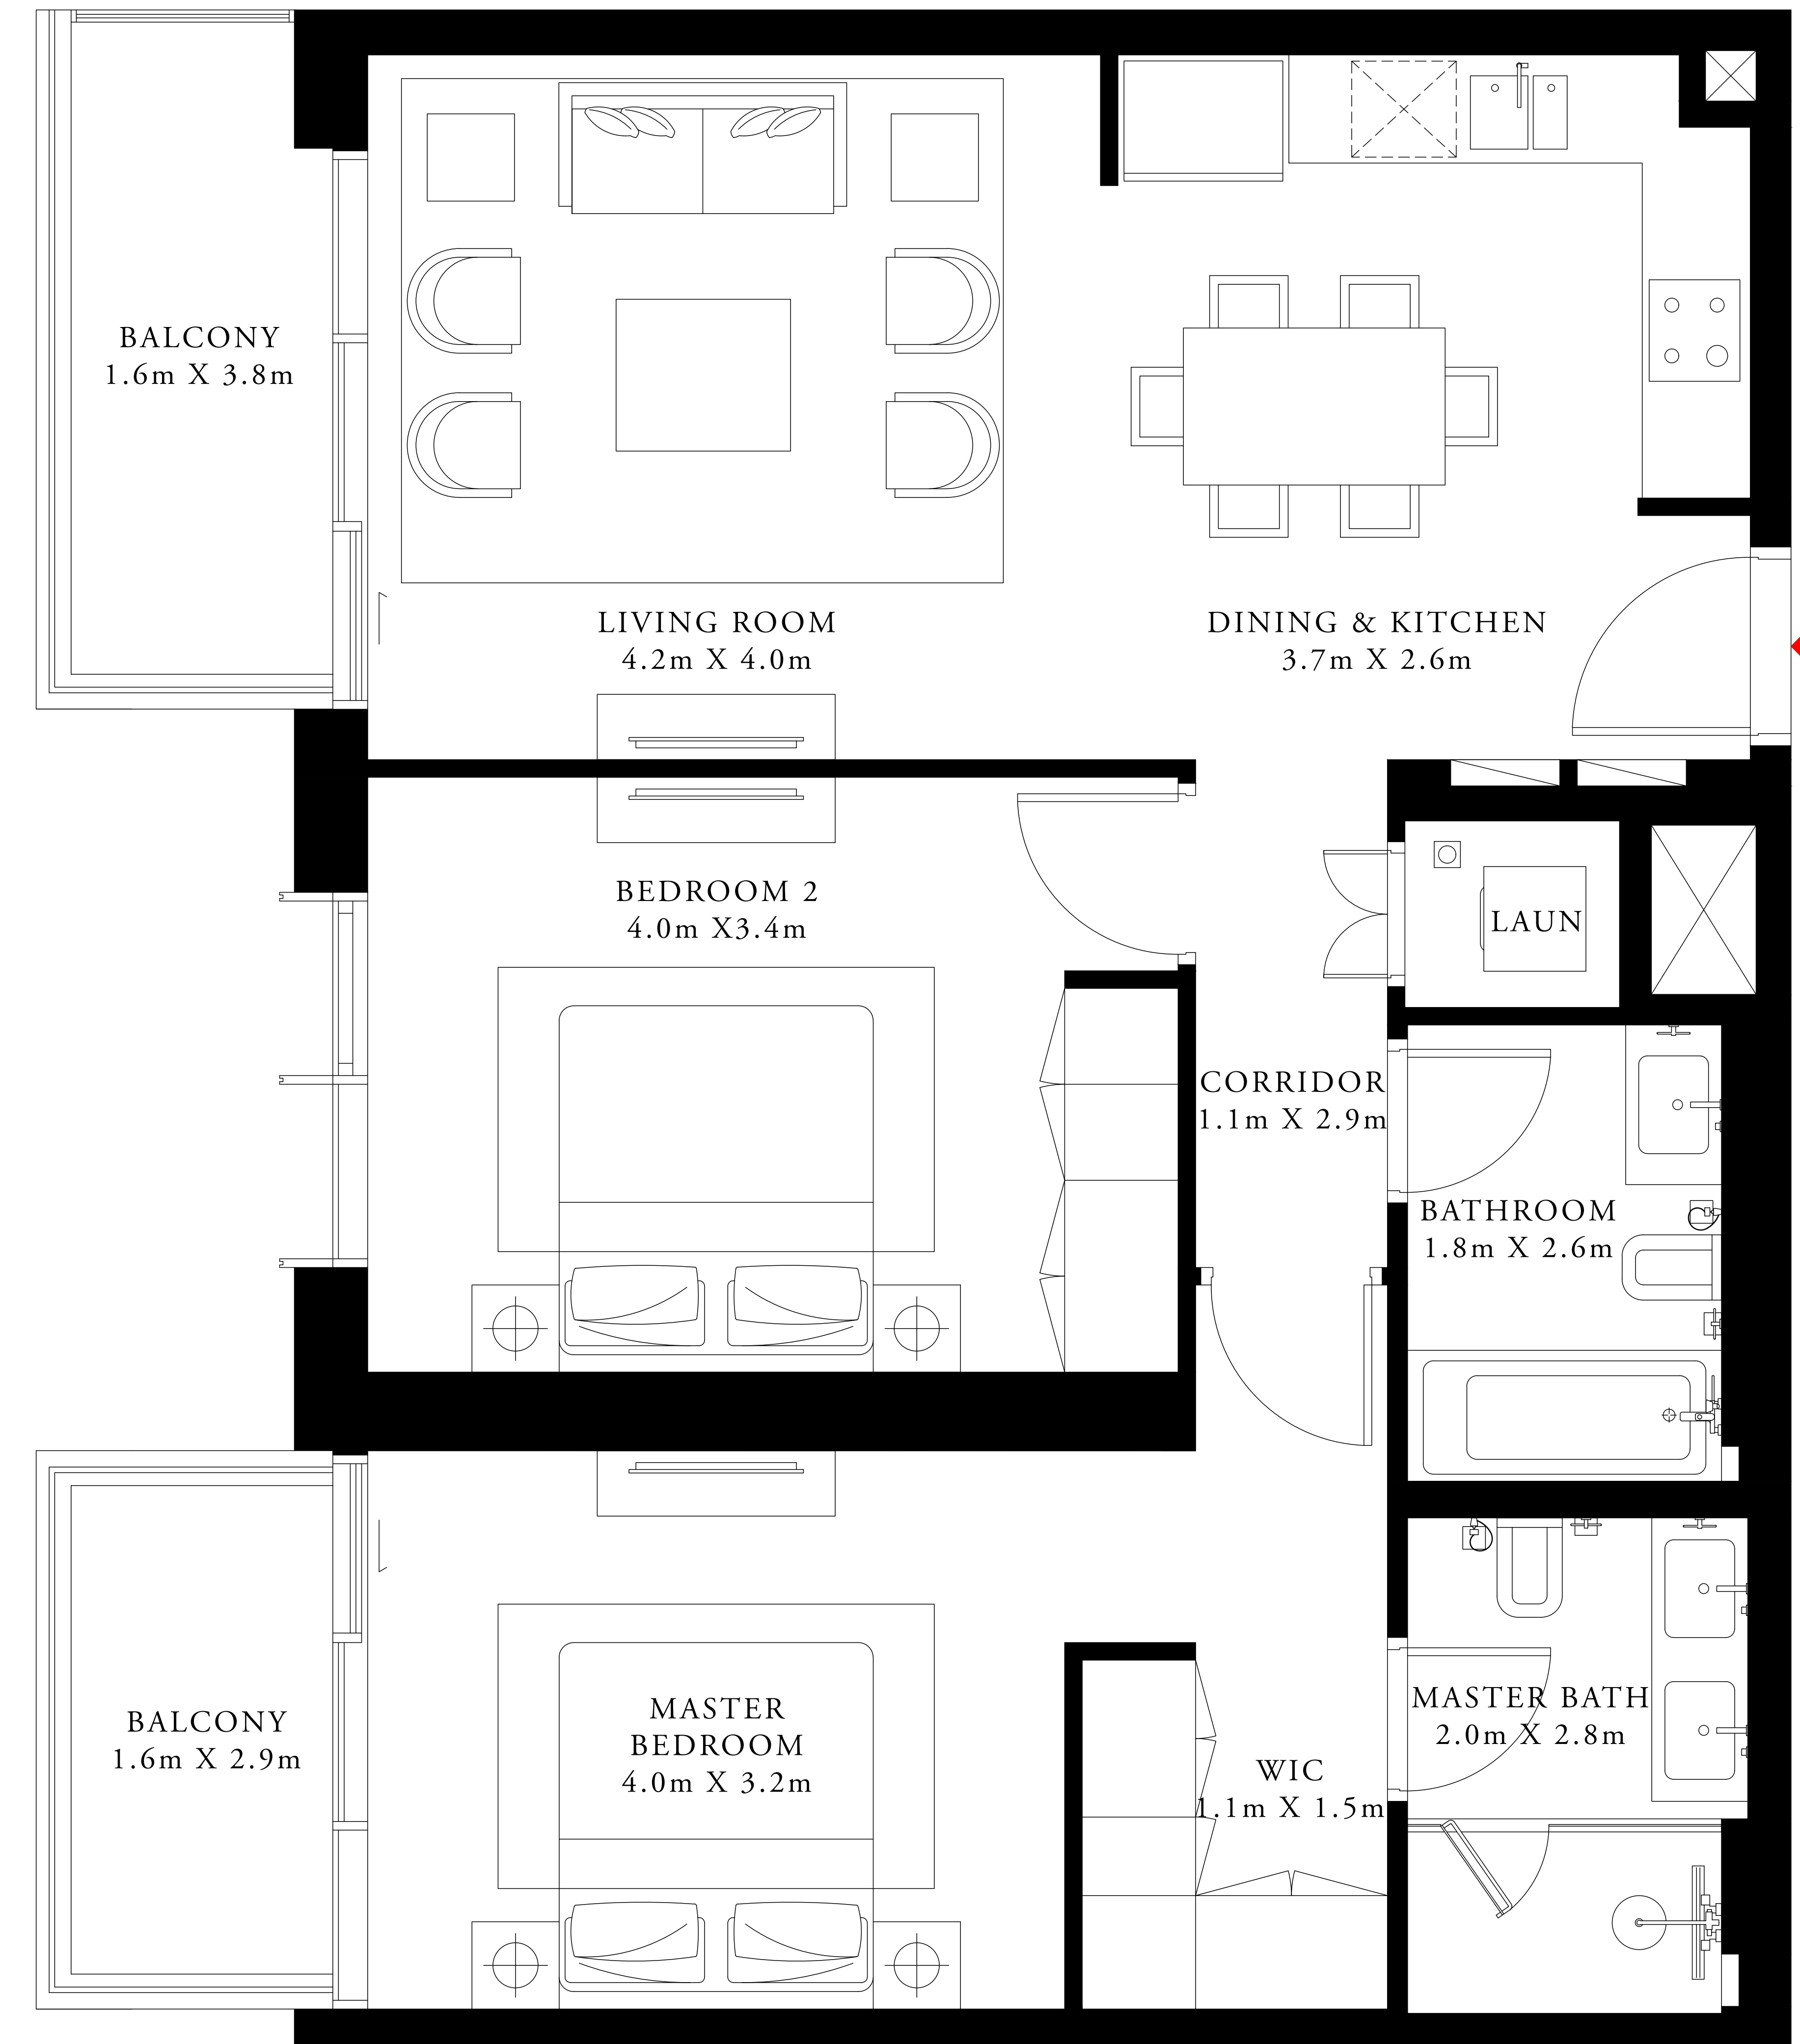 BALCONY
1.6m X 3.8m
LIVING ROOM
4.2m X 4.0m
DINING & KITCHEN
3.7m X 2.6m
BEDROOM 2
4.0m X3.4m
LAUN
CORRIDOR
1.1m X 2.9m
BATHROOM
1.8m X 2.6m
BALCONY
1.6m X 2.9m
MASTER
BEDROOM
4.0m X 3.2m
WIC
1.1m X 1.5m
MASTER BATH
2.0m X 2.8m